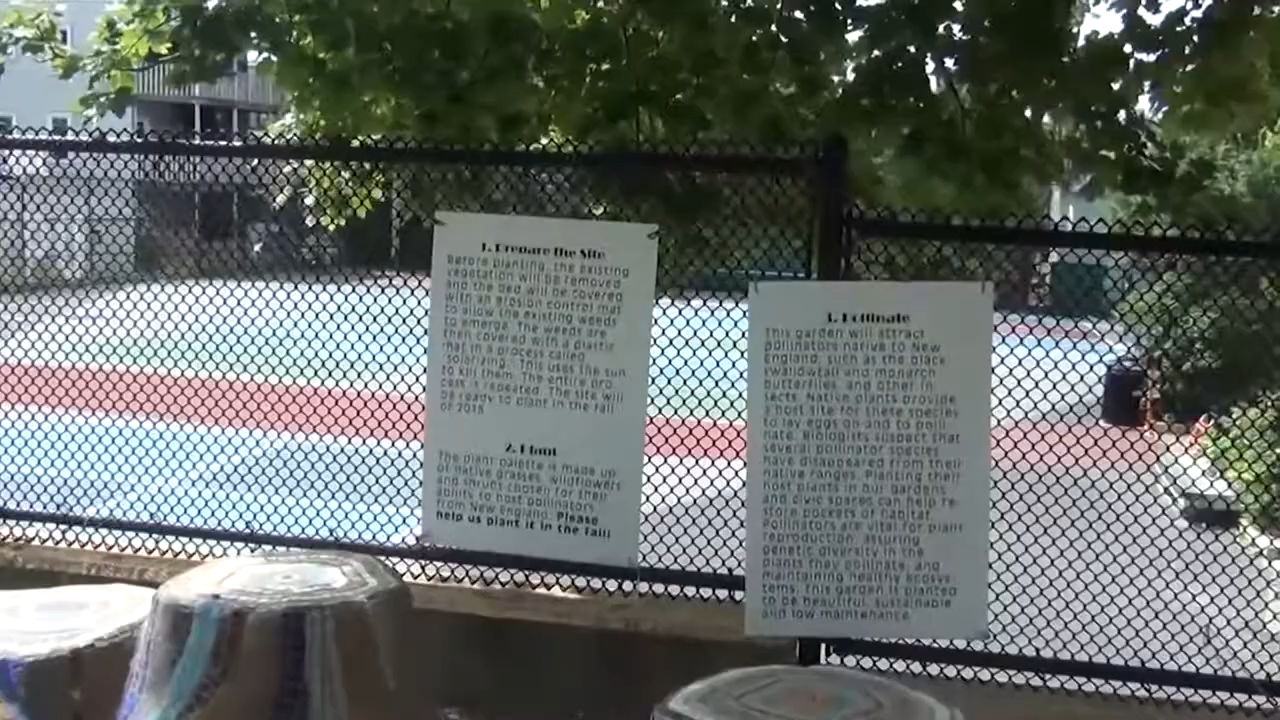 1. Prepare the Site
Before planting, the existing
vegetation will be removed
and the bed will be covered
with an erosion control mat
to allow the existing weeds
to emerge. The weeds are
then covered with a plastic
mat in a process called
"solarizing." This uses the sun
to kill them. The entire pro-
cess is repeated. The site will
be ready to plant in the fall
of 2015.
2. Plant
The plant palette is made up
of native grasses, wildflowers
and shrubs chosen for their
ability to host pollinators
from New England. Please
help us plant it in the fall!
3. Pollinate
This garden will attract
pollinators native to New
England, such as the black
swallowtail and monarch
butterflies, and other in-
sects. Native plants provide
a host site for these species
to lay eggs on and to polli-
nate. Biologists suspect that
several pollinator species
have disappeared from their
native ranges. Planting their
host plants in our gardens
and civic spaces can help re-
store pockets of habitat.
Pollinators are vital for plant
reproduction, assuring
genetic diversity in the
plants they pollinate, and
maintaining healthy ecosys-
tems. This garden is planted
to be beautiful, sustainable
and low-maintenance.